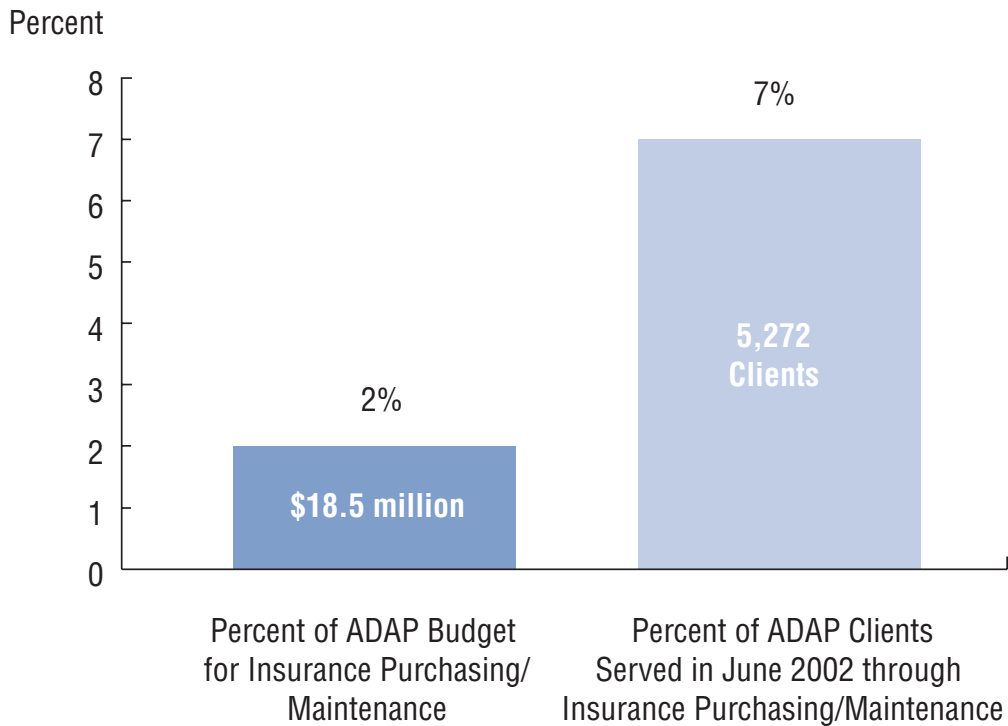 Percent
8
7
6
5
4
3
2
1
0
2%
7%
$18.5 million
5,272
Clients
Percent of ADAP Budget
for Insurance Purchasing/
Maintenance
Percent of ADAP Clients
Served in June 2002 through
Insurance Purchasing/Maintenance